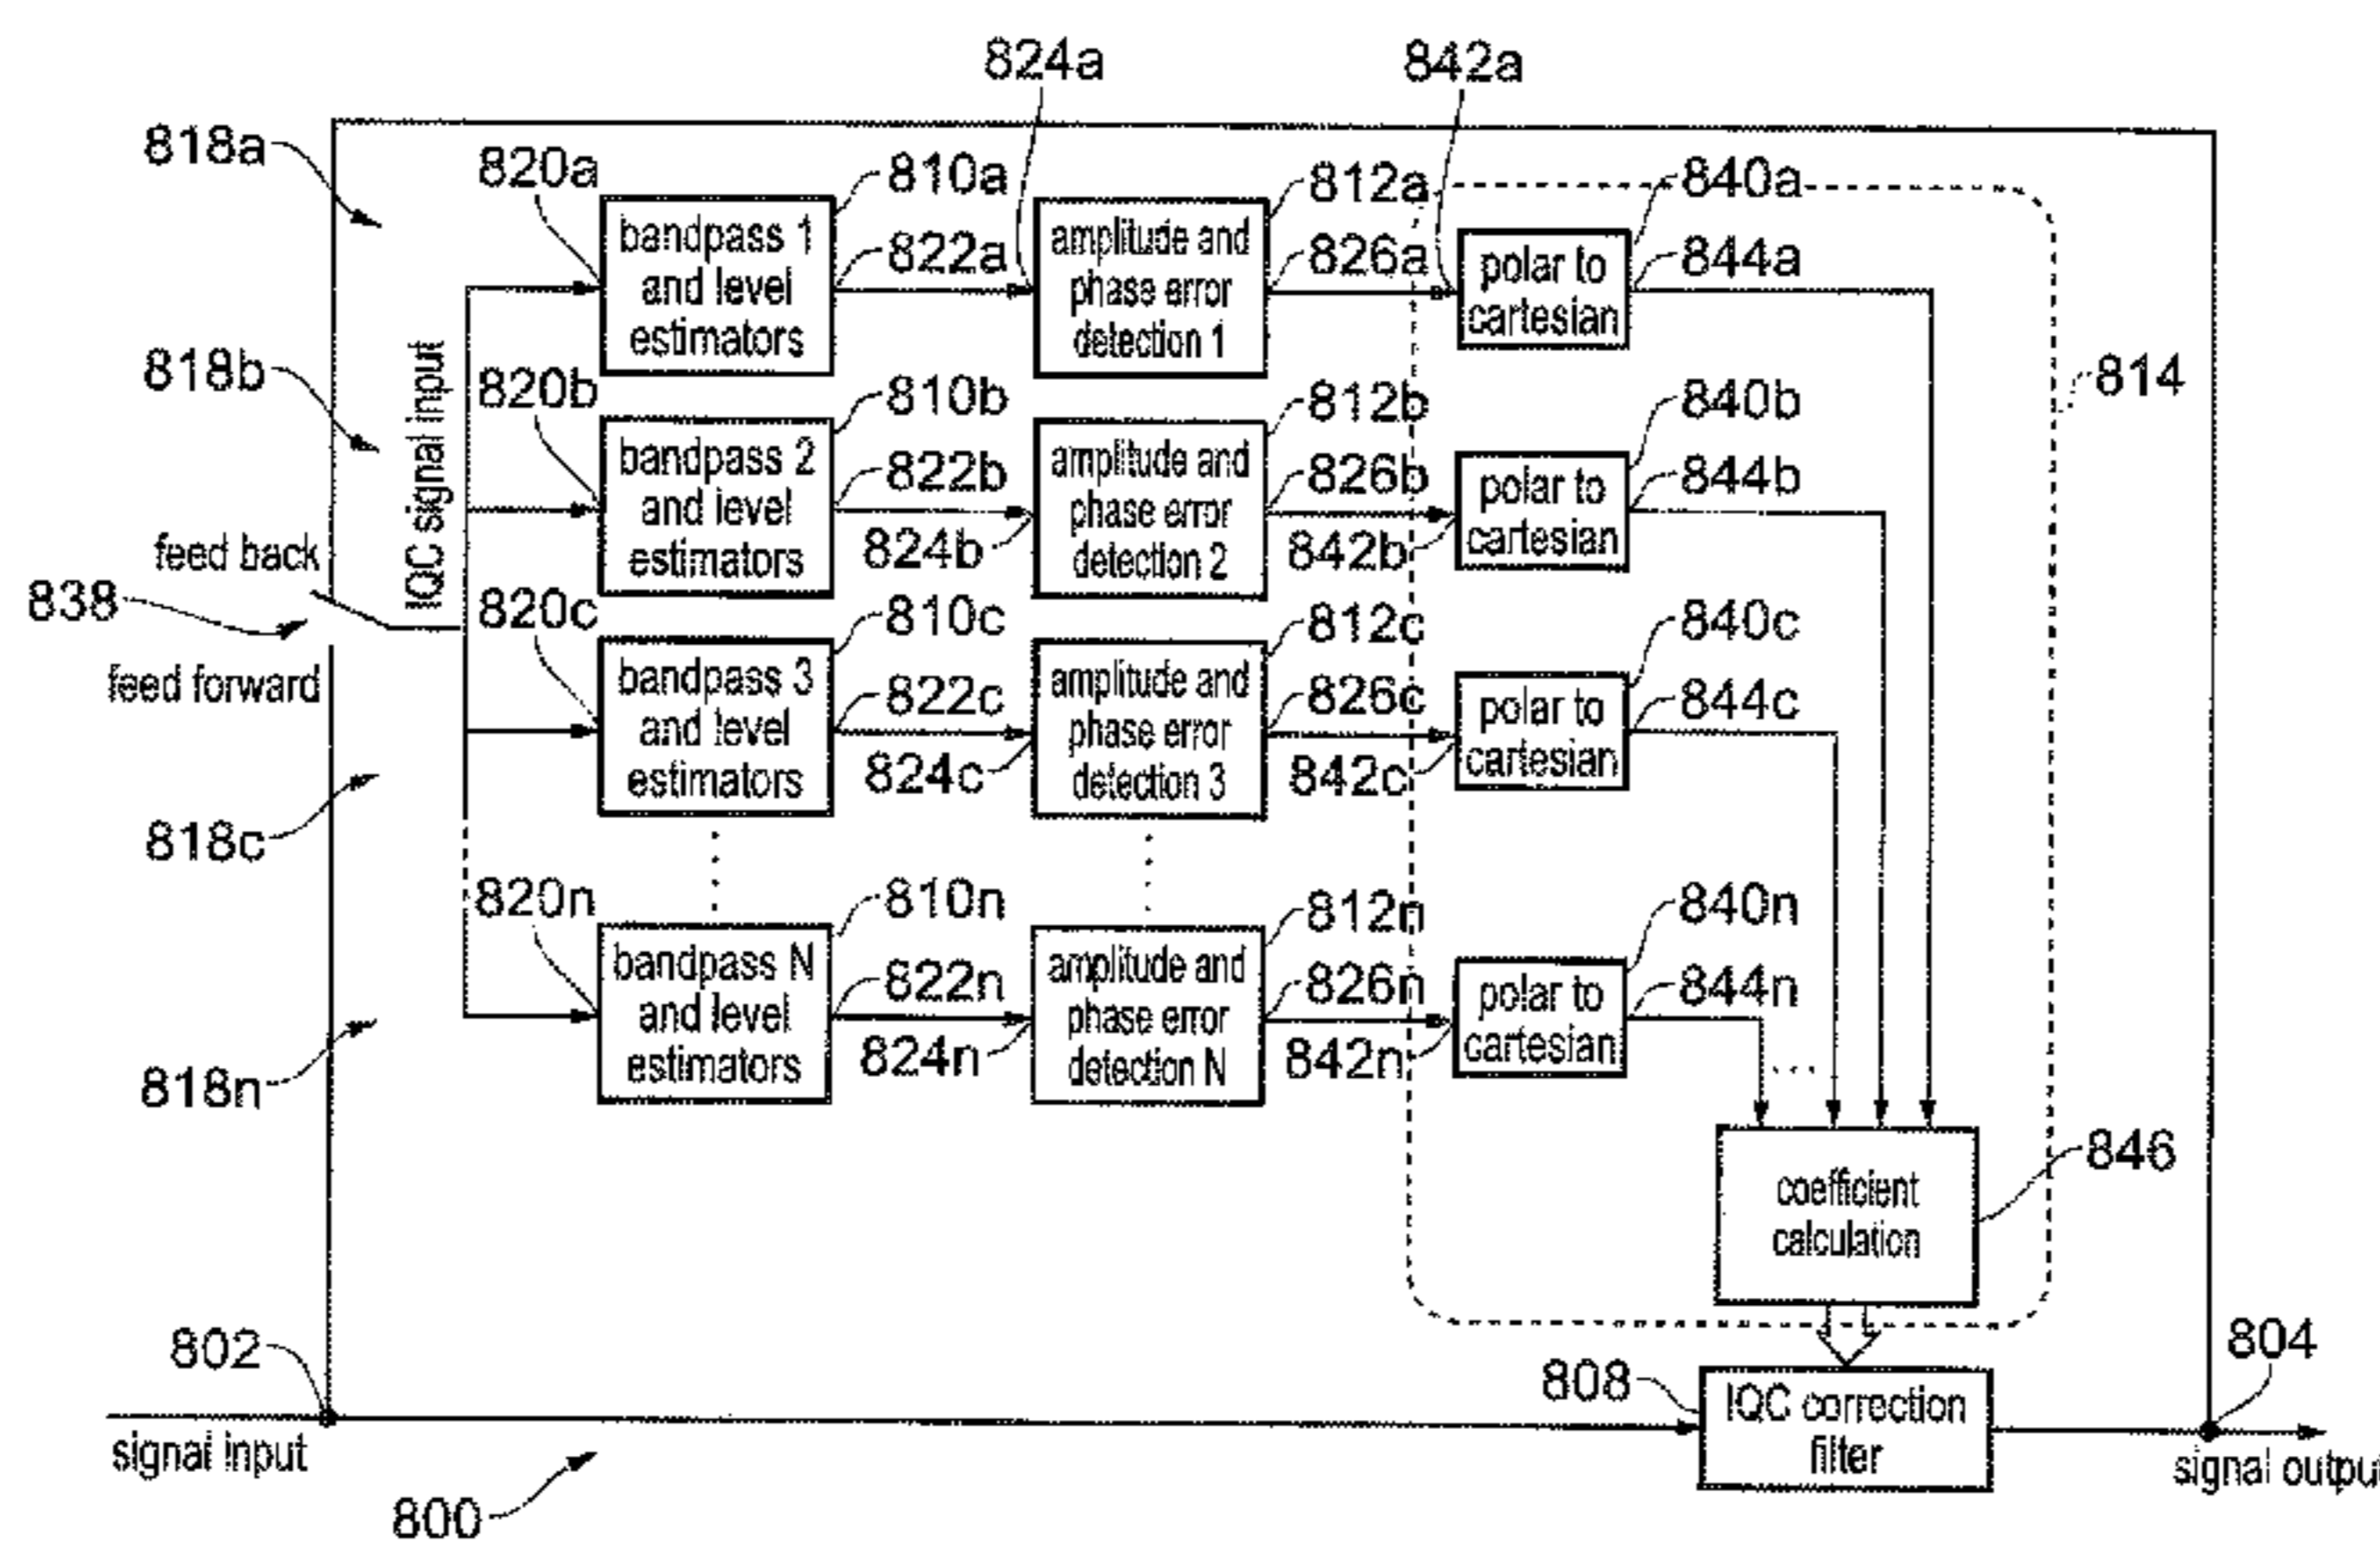 824a
842a
818a
820a
810a
812a
840a
bandpass 1
and level
estimators
822a
amplitude and
phase error
detection 1
826a
polar to
cartesian
844a
814
818b
IQC signal input
820b
810b
812b
840b
bandpass 2
and level
estimators
822b
824b
amplitude and
phase error
detection 2
826b
842b
polar to
cartesian
844b
feed back
838
feed forward
820c
810c
812c
840c
bandpass 3
and level
estimators
822c
824c
amplitude and
phase error
detection 3
826c
842c
polar to
cartesian
844c
818c
820n
810n
812n
840n
bandpass N
and level
estimators
822n
824n
amplitude and
phase error
detection N
826n
842n
polar to
cartesian
844n
818n
coefficient
calculation
846
802
808
804
signal input
IQC correction
filter
signal output
800